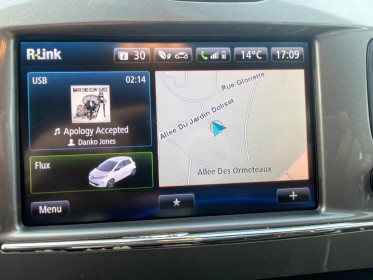 R-Link
30
14°C
17:09
USB
02:14
Apology Accepted
Danko Jones
Flux
Rue Gloriette
Allée Du Jardin Doliset
Allée Des Ormeteaux
Menu
+